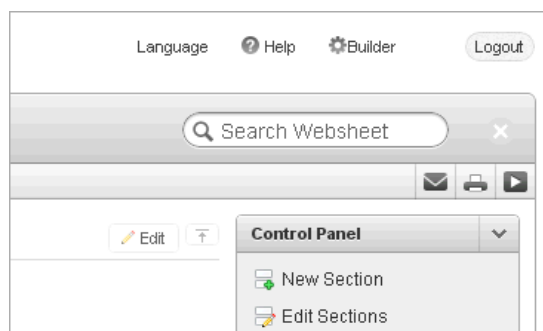 Language Help Builder Logout
Search Websheet
Edit Control Panel
New Section
Edit Sections